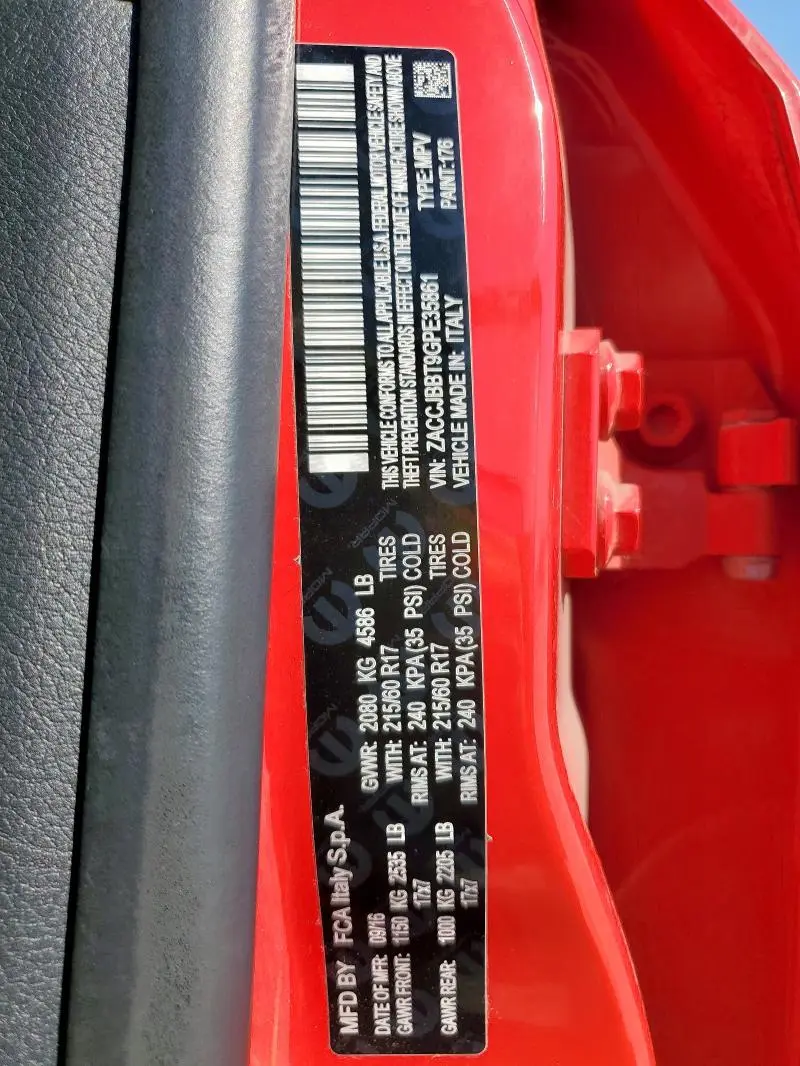 MFD BY FCA Italy S.p.A.
DATE OF MFR: 09/16 GVWR: 2080 KG 4586 LB
GAWR FRONT: 1150 KG 2535 LB WITH: 215/60 R17 TIRES
17x7 RIMS AT: 240 KPA (35 PSI) COLD
GAWR REAR: 1000 KG 2205 LB WITH: 215/60 R17 TIRES
17x7 RIMS AT: 240 KPA (35 PSI) COLD
THIS VEHICLE CONFORMS TO ALL APPLICABLE U.S.A. FEDERAL MOTOR VEHICLE SAFETY AND
THEFT PREVENTION STANDARDS IN EFFECT ON THE DATE OF MANUFACTURE SHOWN ABOVE
VIN: ZACCJBBT9GPE35861 TYPE:MPV
VEHICLE MADE IN: ITALY PAINT:176
MOPAR
MOPAR
MOPAR